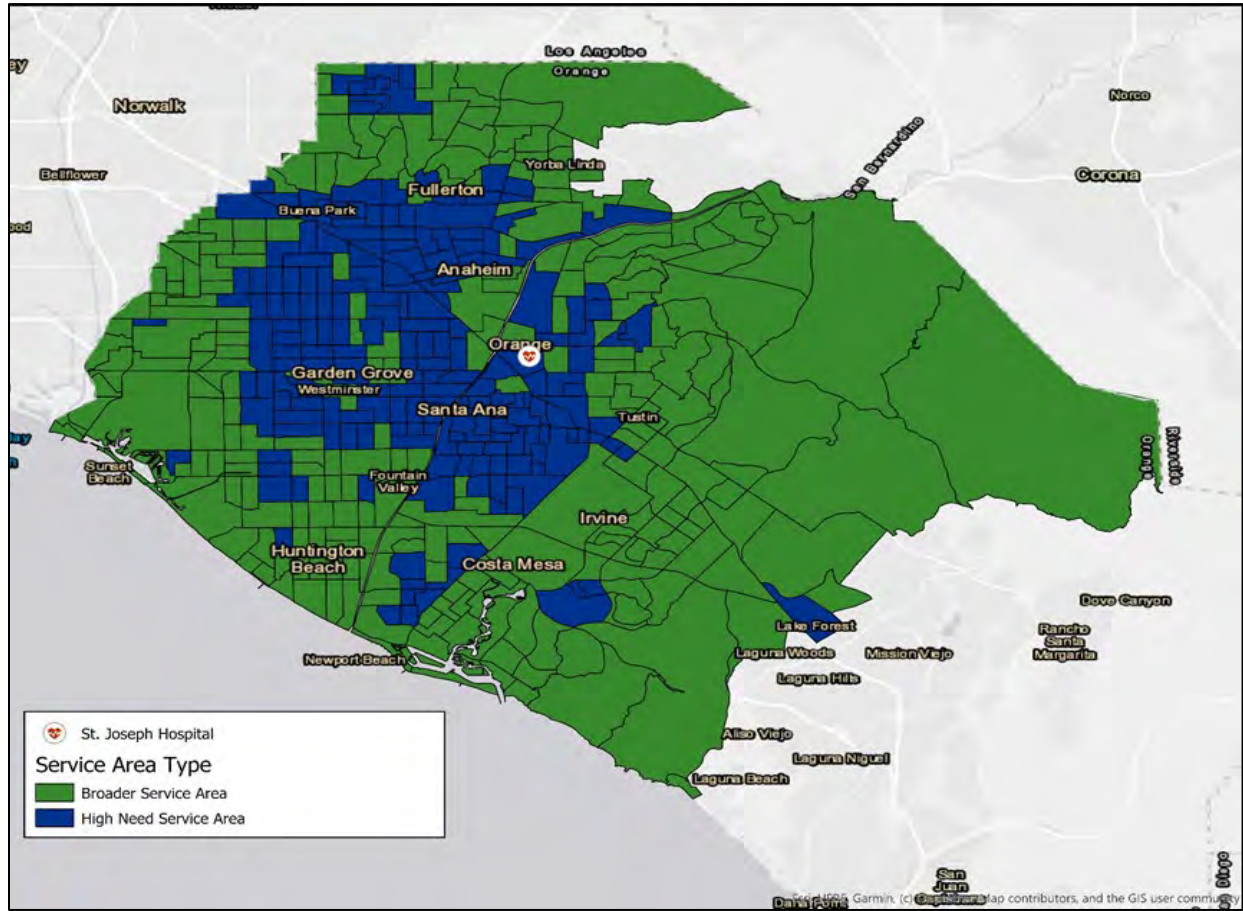 Los Angeles
Orange
Norwalk
Norco
San Bernardino
Bellflower
Yorba Linda
Corona
Fullerton
Buena Park
Anaheim
Orange
Garden Grove
Westminster
Santa Ana
Tustin
Riverside
Orange
Sunset
Beach
Fountain
Valley
Irvine
Huntington
Beach
Costa Mesa
Dove Canyon
Lake Forest
Rancho
Santa
Margarita
Laguna Woods
Mission Viejo
Newport Beach
Laguna Hills
Aliso Viejo
Laguna Niguel
Laguna Beach
St. Joseph Hospital
Service Area Type
Broader Service Area
High Need Service Area
San
Juan
Garmin, (c) contributors, and the GIS user community